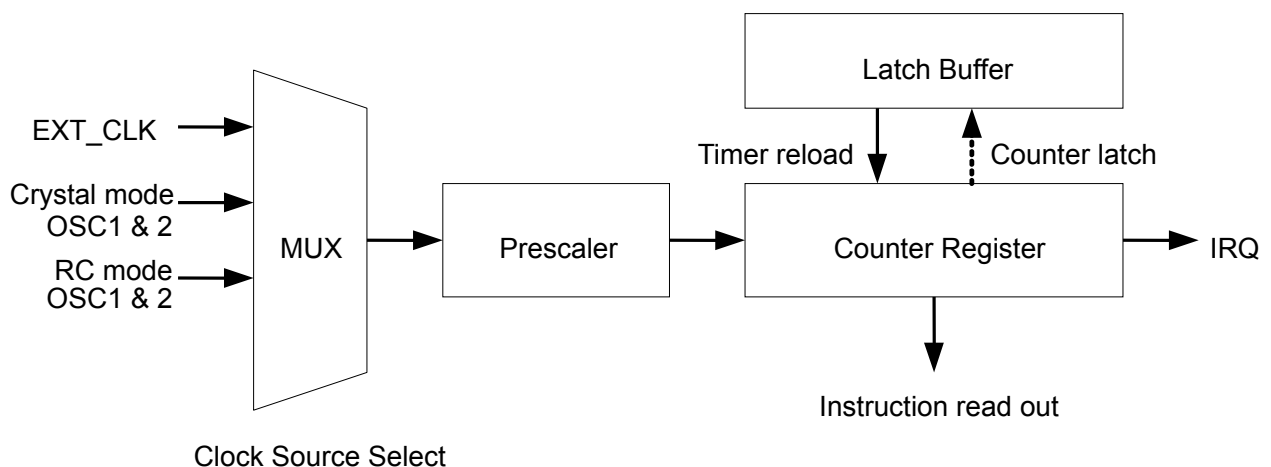 Latch Buffer
EXT_CLK
Timer reload
Counter latch
Crystal mode
OSC1 & 2
MUX
Prescaler
Counter Register
IRQ
RC mode
OSC1 & 2
Instruction read out
Clock Source Select